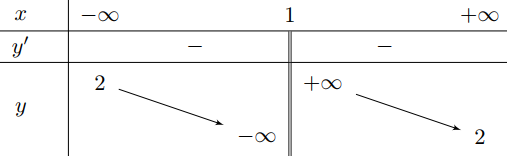 x −∞ 1 +∞
y′ − −
2 +∞
y
−∞ 2